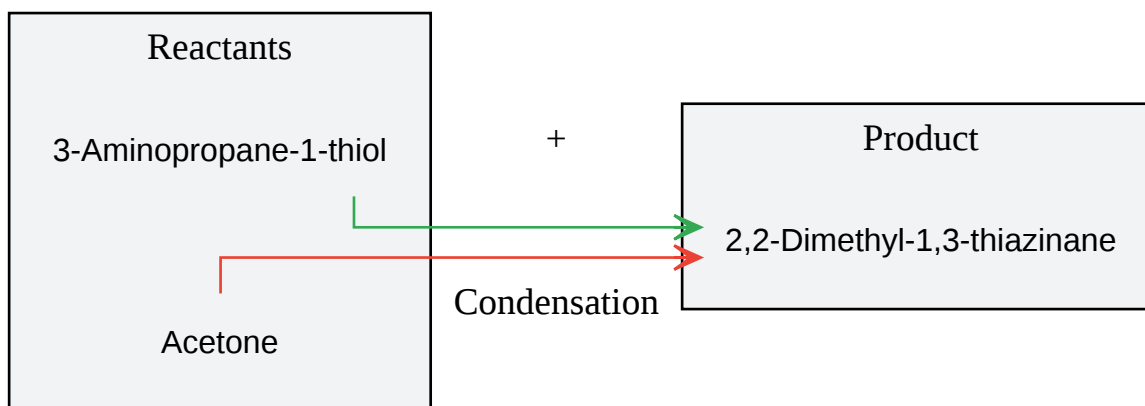 Reactants
3-Aminopropane-1-thiol
Acetone
+
Condensation
Product
2,2-Dimethyl-1,3-thiazinane